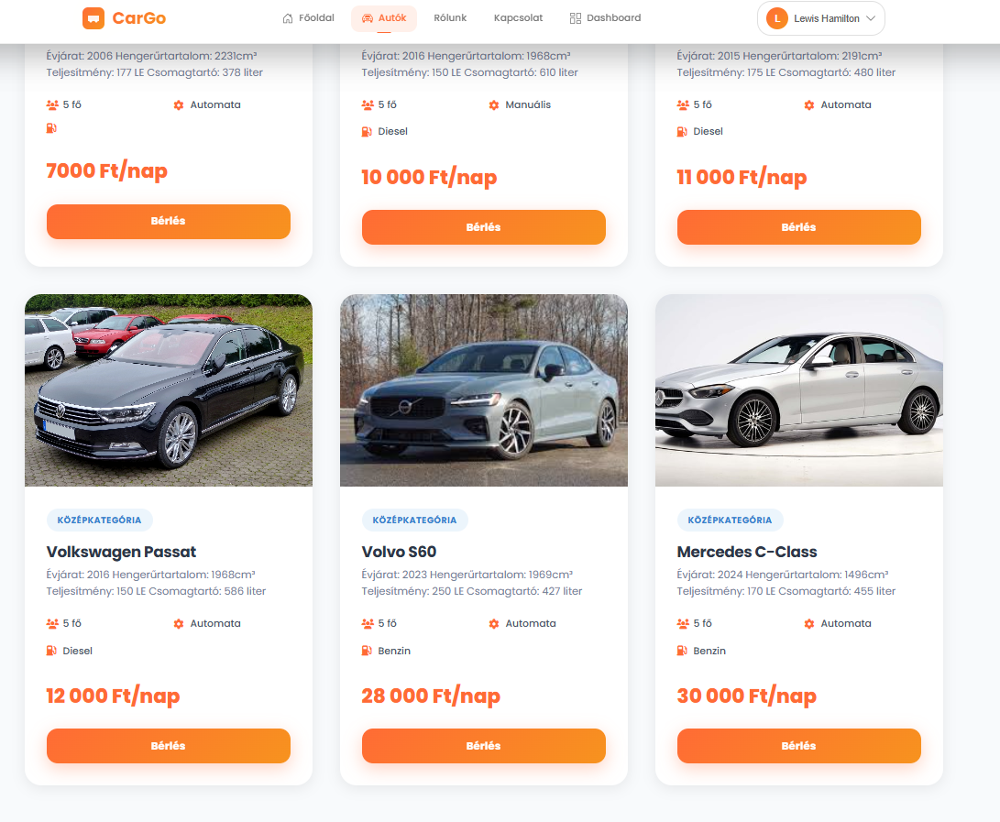 CarGo
Főoldal
Autók
Rólunk
Kapcsolat
Dashboard
L
Lewis Hamilton
Évjárat: 2006 Hengerűrtartalom: 2231cm³
Teljesítmény: 177 LE Csomagtartó: 378 liter
5 fő
Automata
7000 Ft/nap
Bérlés
Évjárat: 2016 Hengerűrtartalom: 1968cm³
Teljesítmény: 150 LE Csomagtartó: 610 liter
5 fő
Manuális
Diesel
10 000 Ft/nap
Bérlés
Évjárat: 2015 Hengerűrtartalom: 2191cm³
Teljesítmény: 175 LE Csomagtartó: 480 liter
5 fő
Automata
Diesel
11 000 Ft/nap
Bérlés
KÖZÉPKATEGÓRIA
Volkswagen Passat
Évjárat: 2016 Hengerűrtartalom: 1968cm³
Teljesítmény: 150 LE Csomagtartó: 586 liter
5 fő
Automata
Diesel
12 000 Ft/nap
Bérlés
KÖZÉPKATEGÓRIA
Volvo S60
Évjárat: 2023 Hengerűrtartalom: 1969cm³
Teljesítmény: 250 LE Csomagtartó: 427 liter
5 fő
Automata
Benzin
28 000 Ft/nap
Bérlés
KÖZÉPKATEGÓRIA
Mercedes C-Class
Évjárat: 2024 Hengerűrtartalom: 1496cm³
Teljesítmény: 170 LE Csomagtartó: 455 liter
5 fő
Automata
Benzin
30 000 Ft/nap
Bérlés